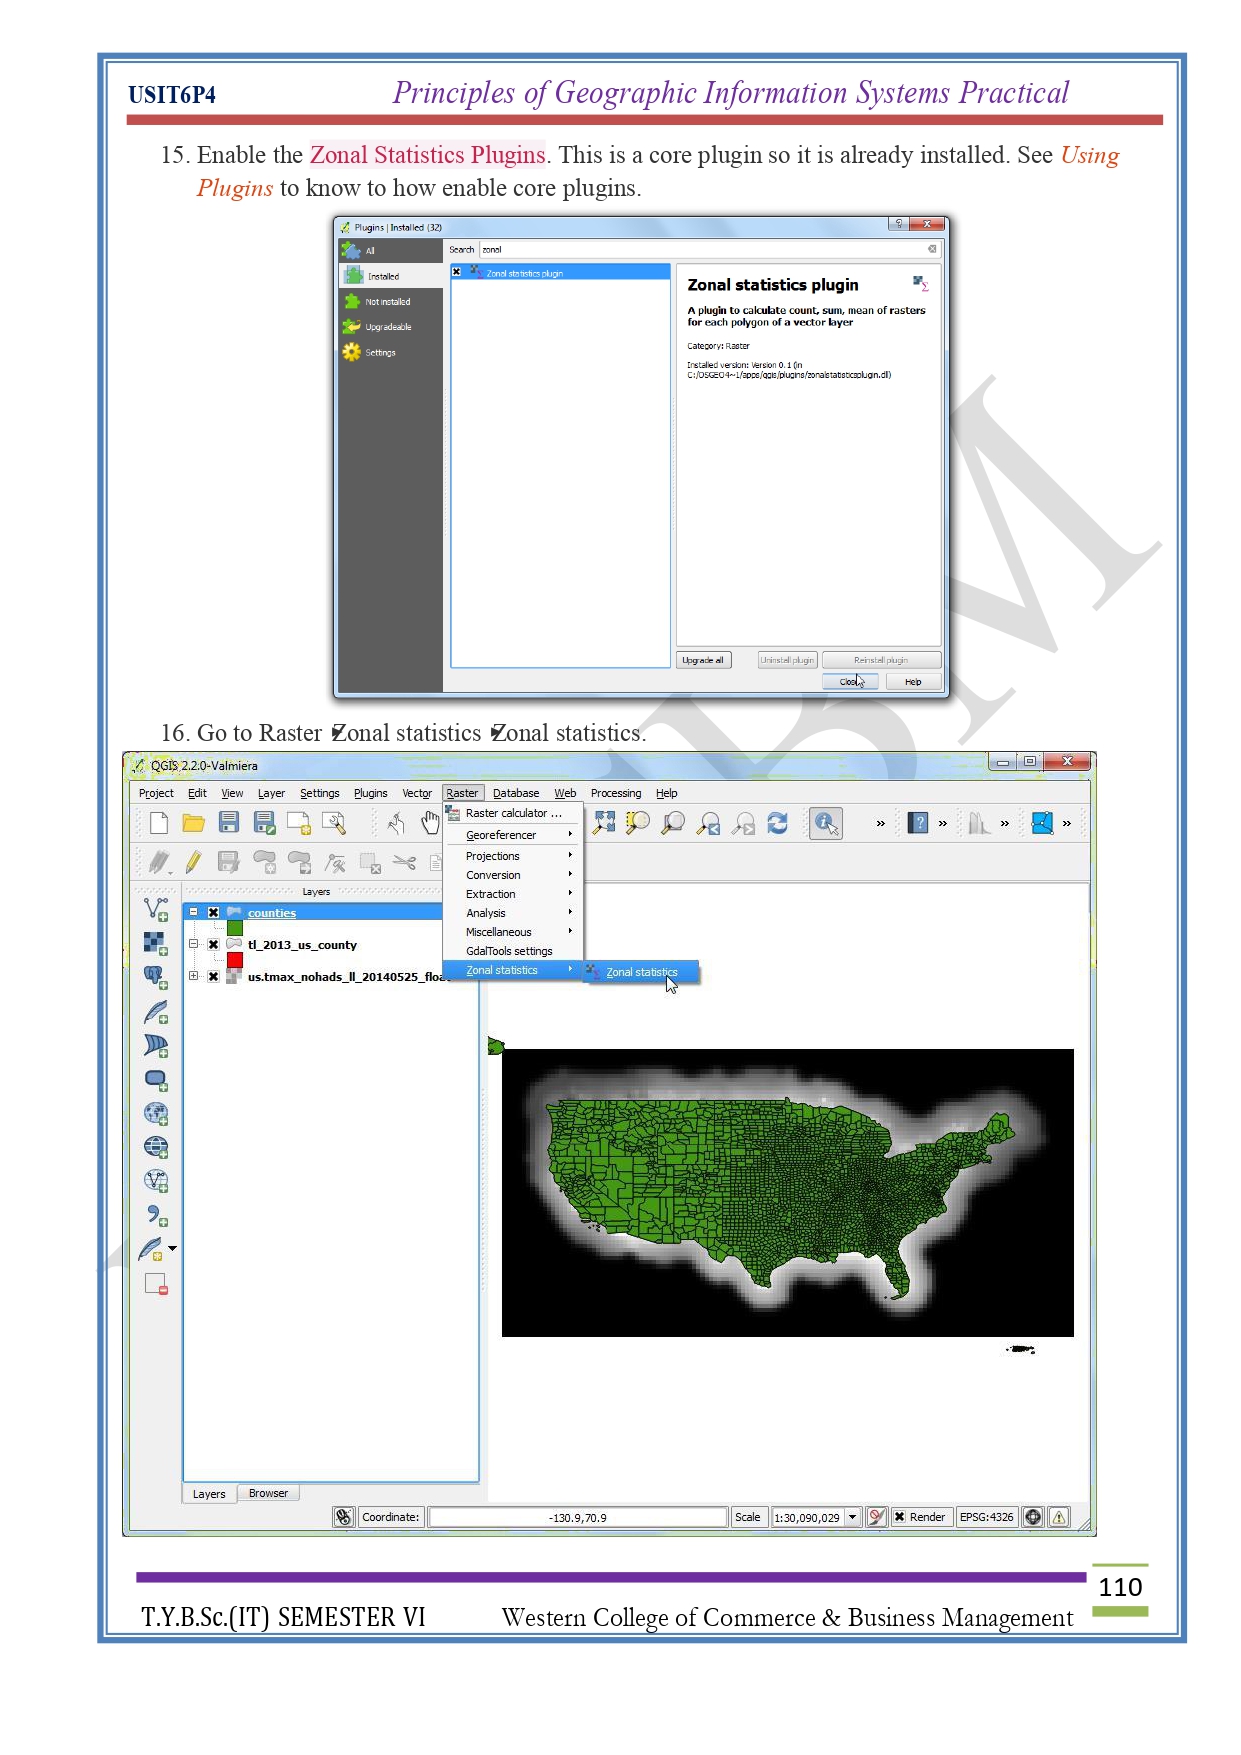 USIT6P4 Principles of Geographic Information Systems Practical
15. Enable the Zonal Statistics Plugins. This is a core plugin so it is already installed. See Using
Plugins to know to how enable core plugins.
Plugins | Installed (32)
All
Installed
Not installed
Upgradeable
Settings
Search zonal
Zonal statistics plugin
Zonal statistics plugin
A plugin to calculate count, sum, mean of rasters
for each polygon of a vector layer
Category: Raster
Installed version: Version 0.1 (in
C:/OSGEO4~1/apps/qgis/plugins/zonalstatisticsplugin.dll)
Upgrade all Uninstall plugin Reinstall plugin
Close Help
16. Go to Raster Zonal statistics Zonal statistics.
QGIS 2.2.0-Valmiera
Project Edit View Layer Settings Plugins Vector Raster Database Web Processing Help
Raster calculator ...
Georeferencer
Projections
Conversion
Extraction
Analysis
Miscellaneous
GdalTools settings
Zonal statistics
Zonal statistics
Layers
counties
tl_2013_us_county
us.tmax_nohads_ll_20140525_float
Layers Browser
Coordinate: -130.9,70.9 Scale 1:30,090,029 Render EPSG:4326
110
T.Y.B.Sc.(IT) SEMESTER VI Western College of Commerce & Business Management